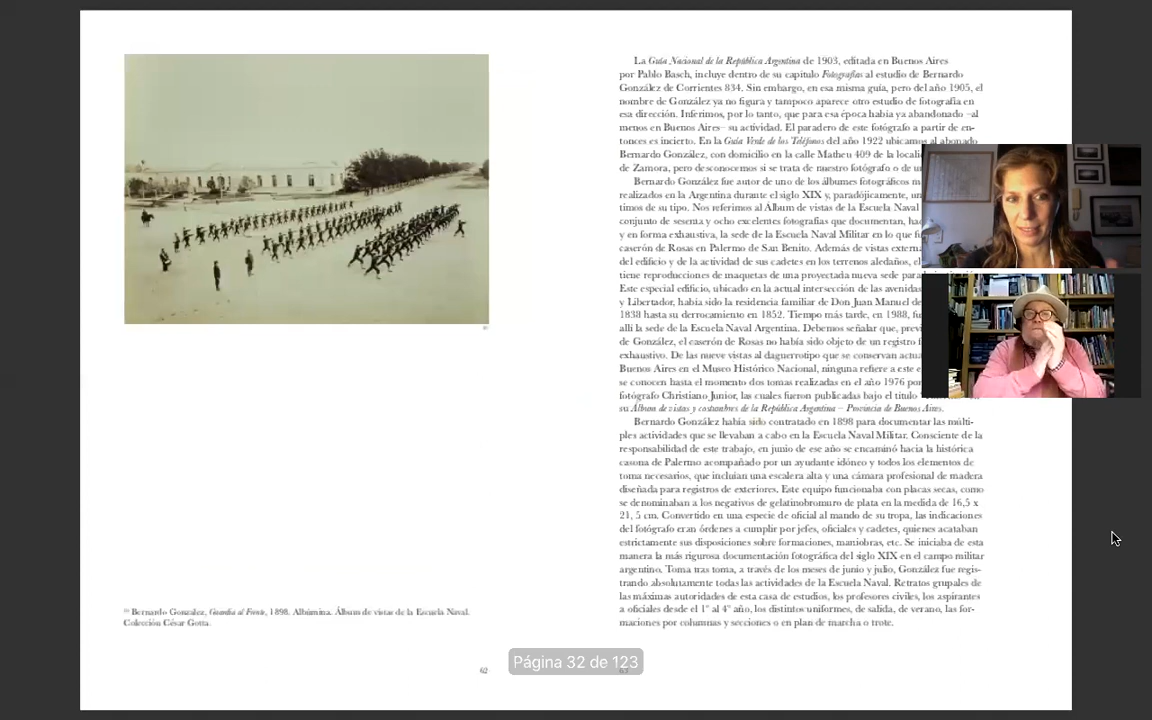 La Guía Nacional de la República Argentina de 1903, editada en Buenos Aires
por Pablo Basch, incluye dentro de su capitulo Fotografías al estudio de Bernardo
González de Corrientes 834. Sin embargo, en esa misma guía, pero del año 1905, el
nombre de González ya no figura y tampoco aparece otro estudio de fotografía en
esa dirección. Inferimos, por lo tanto, que para esa época había ya abandonado –al
menos en Buenos Aires– su actividad. El paradero de este fotógrafo a partir de en-
tonces es incierto. En la Guía Verde de los Teléfonos del año 1922 ubicamos al abonado
Bernardo González, con domicilio en la calle Matheu 409 de la locali
de Zamora, pero desconocemos si se trata de nuestro fotógrafo o de u
Bernardo González fue autor de uno de los álbumes fotográficos m
realizados en la Argentina durante el siglo XIX y, paradójicamente, un
timos de su tipo. Nos referimos al Álbum de vistas de la Escuela Naval
conjunto de sesenta y ocho excelentes fotografías que documentan, hac
y en forma exhaustiva, la sede de la Escuela Naval Militar en lo que fu
caserón de Rosas en Palermo de San Benito. Además de vistas externa
del edificio y de la actividad de sus cadetes en los terrenos aledaños, el
tiene reproducciones de maquetas de una proyectada nueva sede para
Este especial edificio, ubicado en la actual intersección de las avenidas
y Libertador, había sido la residencia familiar de Don Juan Manuel de
1838 hasta su derrocamiento en 1852. Tiempo más tarde, en 1988, fu
allí la sede de la Escuela Naval Argentina. Debemos señalar que, previ
de González, el caserón de Rosas no había sido objeto de un registro f
exhaustivo. De las nueve vistas al daguerrotipo que se conservan actua
Buenos Aires en el Museo Histórico Nacional, ninguna refiere a este e
se conocen hasta el momento dos tomas realizadas en el año 1976 por
fotógrafo Christiano Junior, las cuales fueron publicadas bajo el título
su Álbum de vistas y costumbres de la República Argentina – Provincia de Buenos Aires.
Bernardo González había sido contratado en 1898 para documentar las múlti-
ples actividades que se llevaban a cabo en la Escuela Naval Militar. Consciente de la
responsabilidad de este trabajo, en junio de ese año se encaminó hacia la histórica
casona de Palermo acompañado por un ayudante idóneo y todos los elementos de
toma necesarios, que incluían una escalera alta y una cámara profesional de madera
diseñada para registros de exteriores. Este equipo funcionaba con placas secas, como
se denominaban a los negativos de gelatinobromuro de plata en la medida de 16,5 x
21, 5 cm. Convertido en una especie de oficial al mando de su tropa, las indicaciones
del fotógrafo eran órdenes a cumplir por jefes, oficiales y cadetes, quienes acataban
estrictamente sus disposiciones sobre formaciones, maniobras, etc. Se iniciaba de esta
manera la más rigurosa documentación fotográfica del siglo XIX en el campo militar
argentino. Toma tras toma, a través de los meses de junio y julio, González fue regis-
trando absolutamente todas las actividades de la Escuela Naval. Retratos grupales de
las máximas autoridades de esta casa de estudios, los profesores civiles, los aspirantes
a oficiales desde el 1º al 4º año, los distintos uniformes, de salida, de verano, las for-
maciones por columnas y secciones o en plan de marcha o trote.
Bernardo González, Guardia al Frente, 1898. Albúmina. Álbum de vistas de la Escuela Naval.
Colección César Gotta.
62
Página 32 de 123